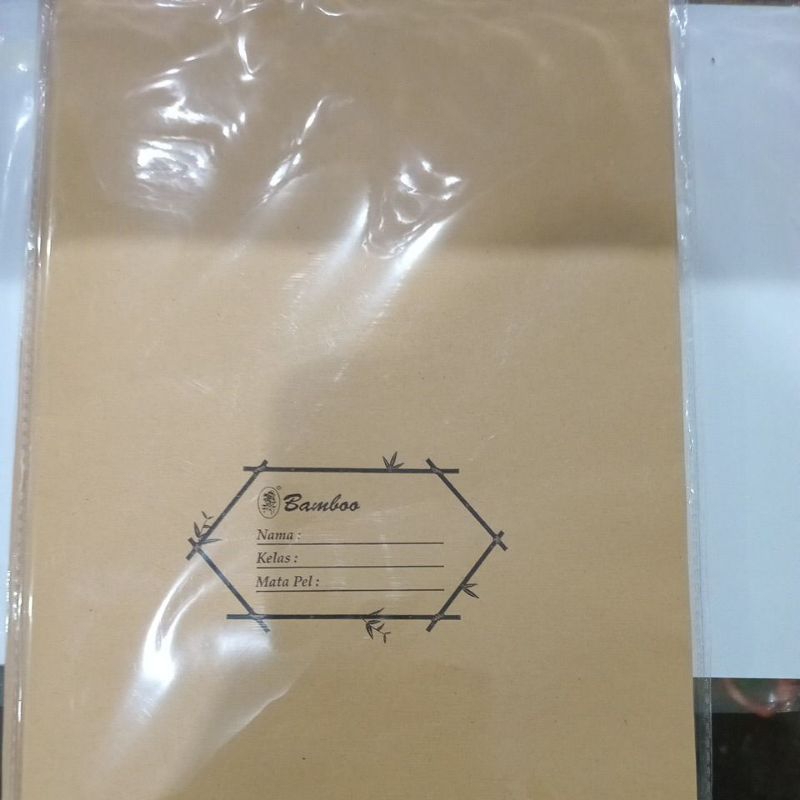 Bamboo
Nama :
Kelas :
Mata Pel :